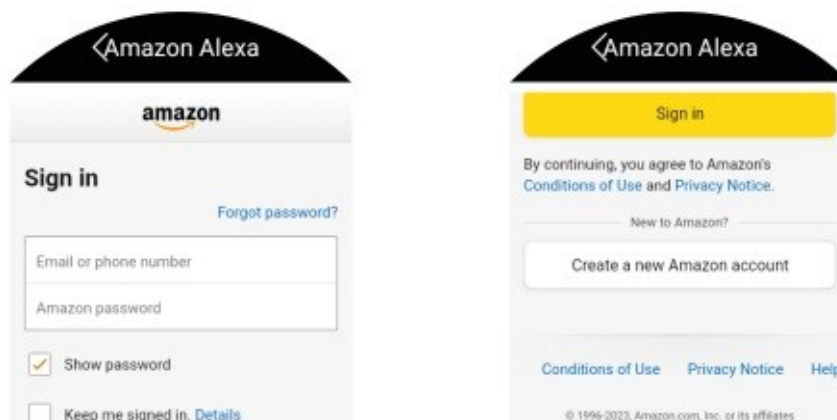 Amazon Alexa
amazon
Sign in
Forgot password?
Email or phone number
Amazon password
Show password
Keep me signed in. Details
Amazon Alexa
Sign in
By continuing, you agree to Amazon's
Conditions of Use and Privacy Notice.
New to Amazon?
Create a new Amazon account
Conditions of Use Privacy Notice Help
© 1996-2023, Amazon.com, Inc. or its affiliates